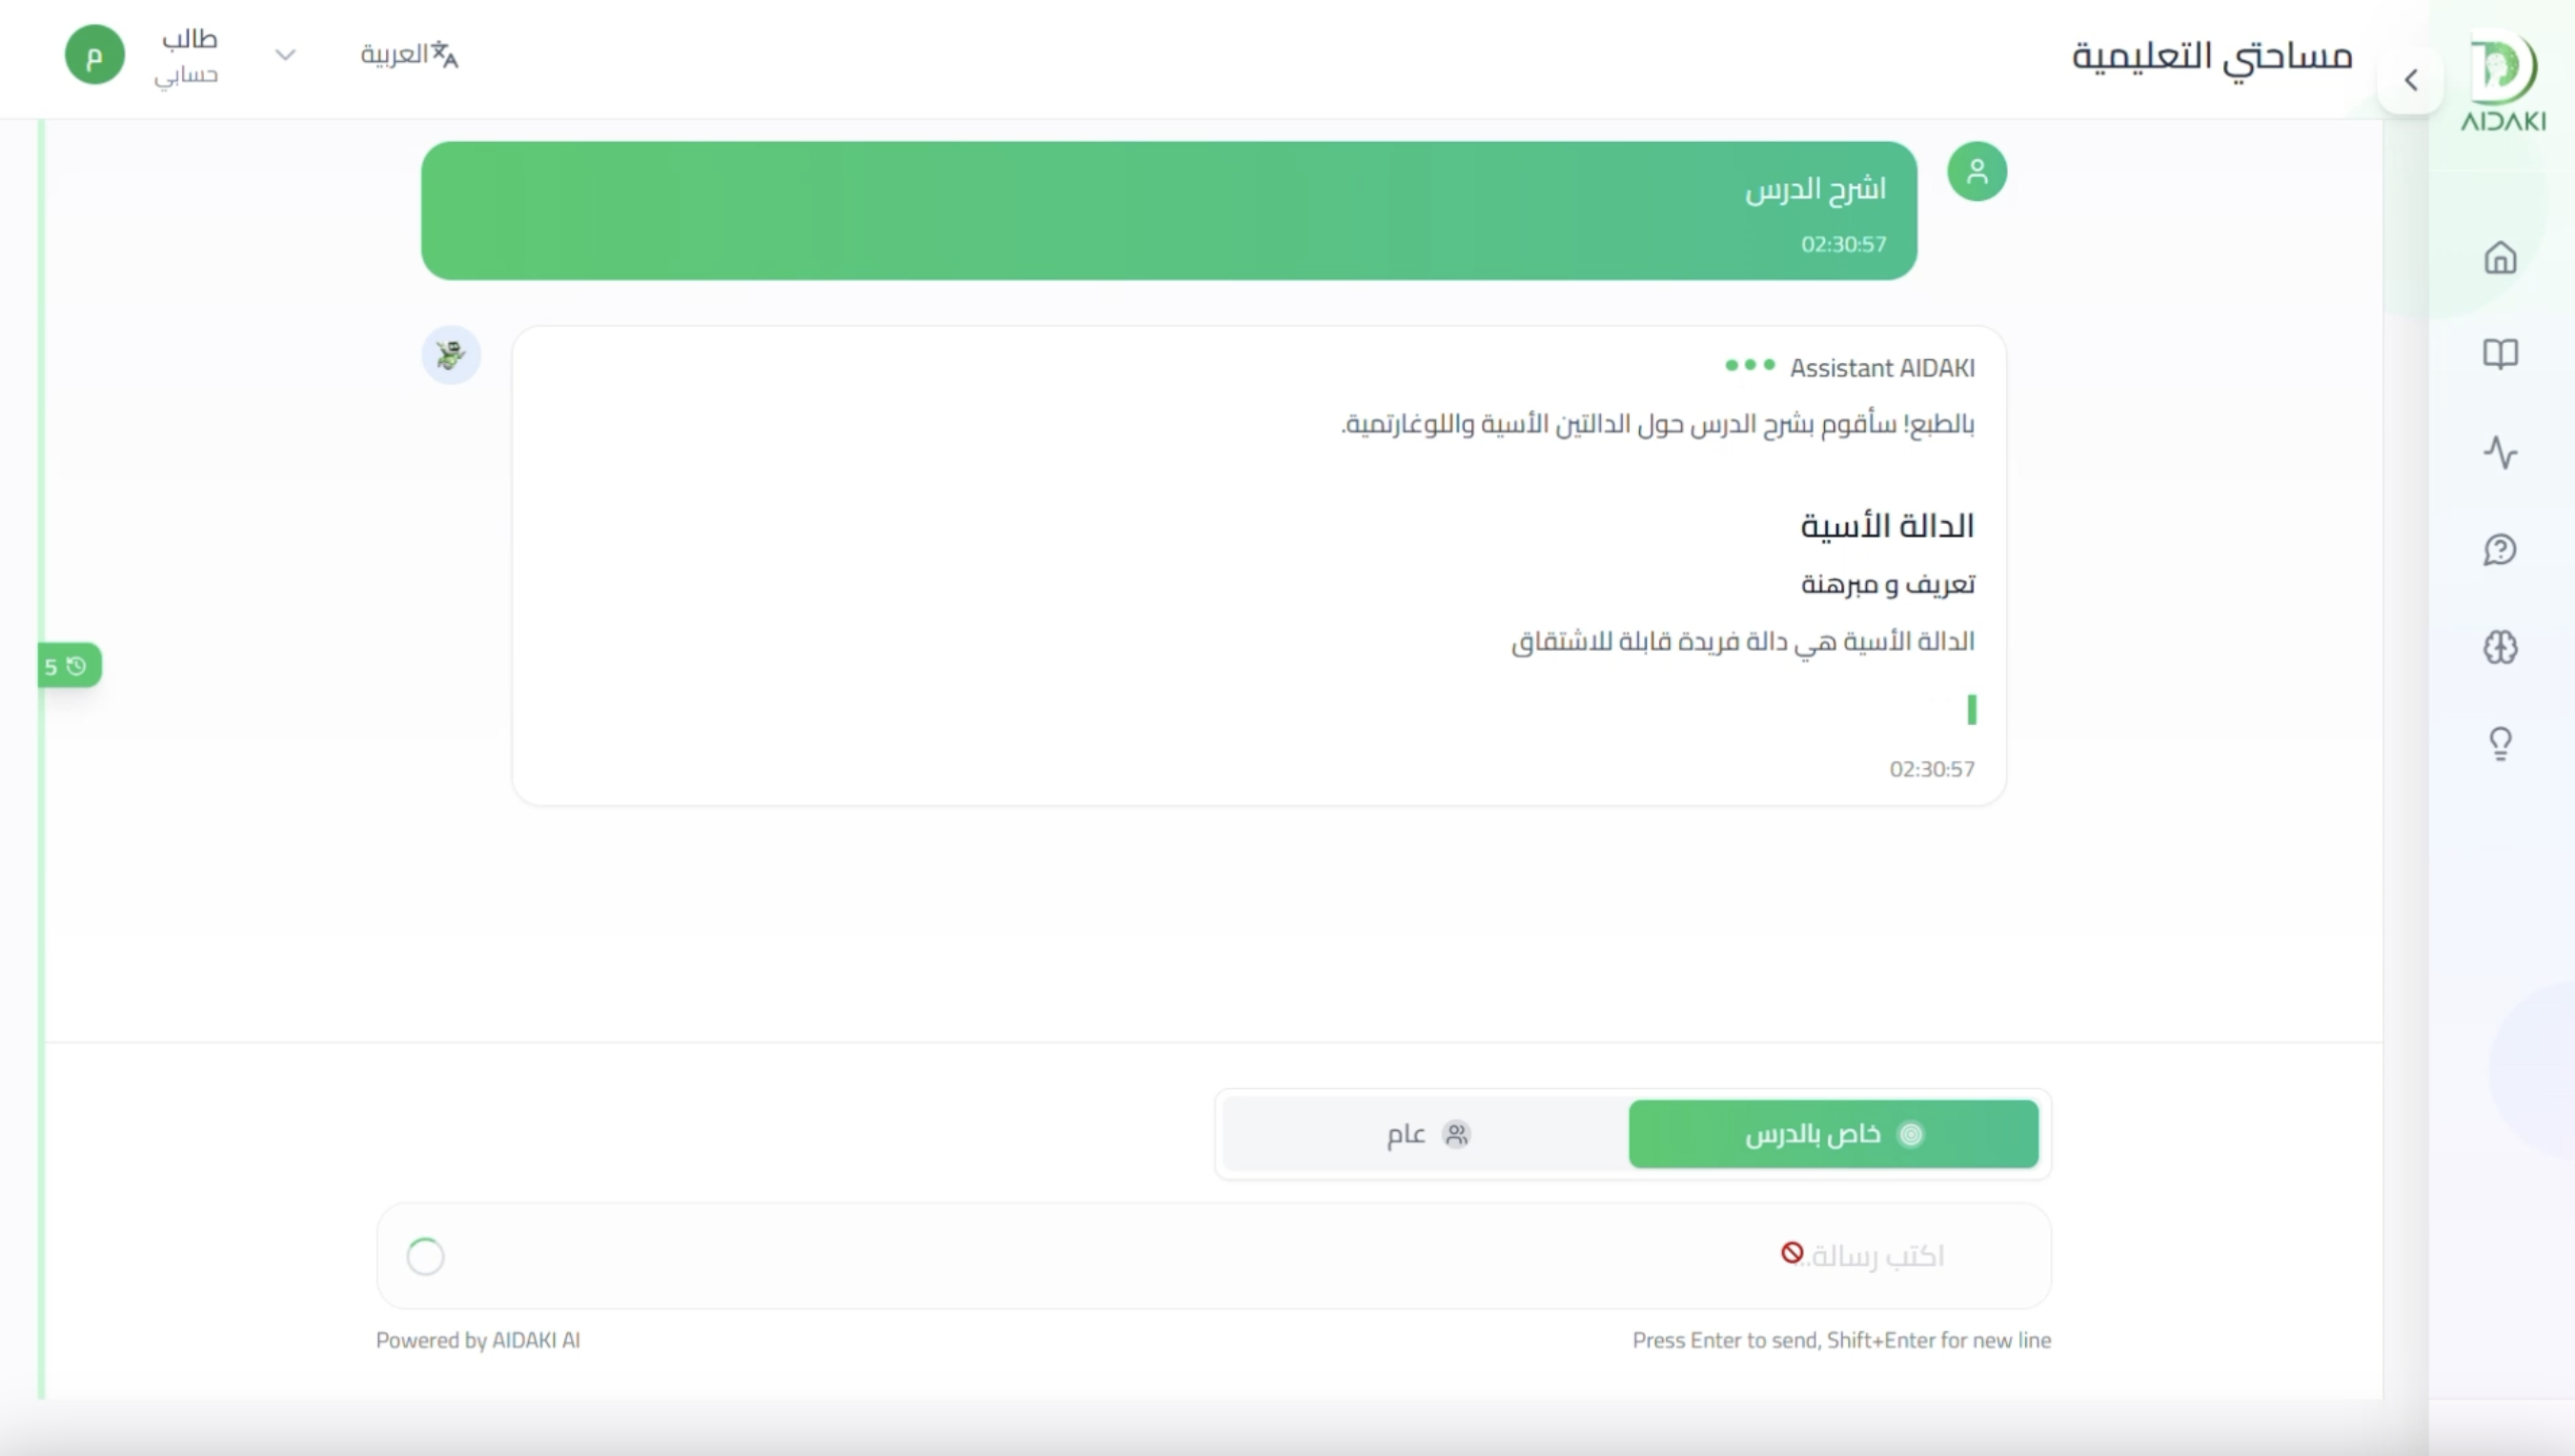 AIDAKI
مساحتي التعليمية
العربية
طالب
حسابي
م
اشرح الدرس
02:30:57
Assistant AIDAKI
بالطبع! سأقوم بشرح الدرس حول الدالتين الأسية واللوغارتمية.
الدالة الأسية
تعريف و مبرهنة
الدالة الأسية هي دالة فريدة قابلة للاشتقاق
02:30:57
5
خاص بالدرس
عام
اكتب رسالة...
Press Enter to send, Shift+Enter for new line
Powered by AIDAKI AI